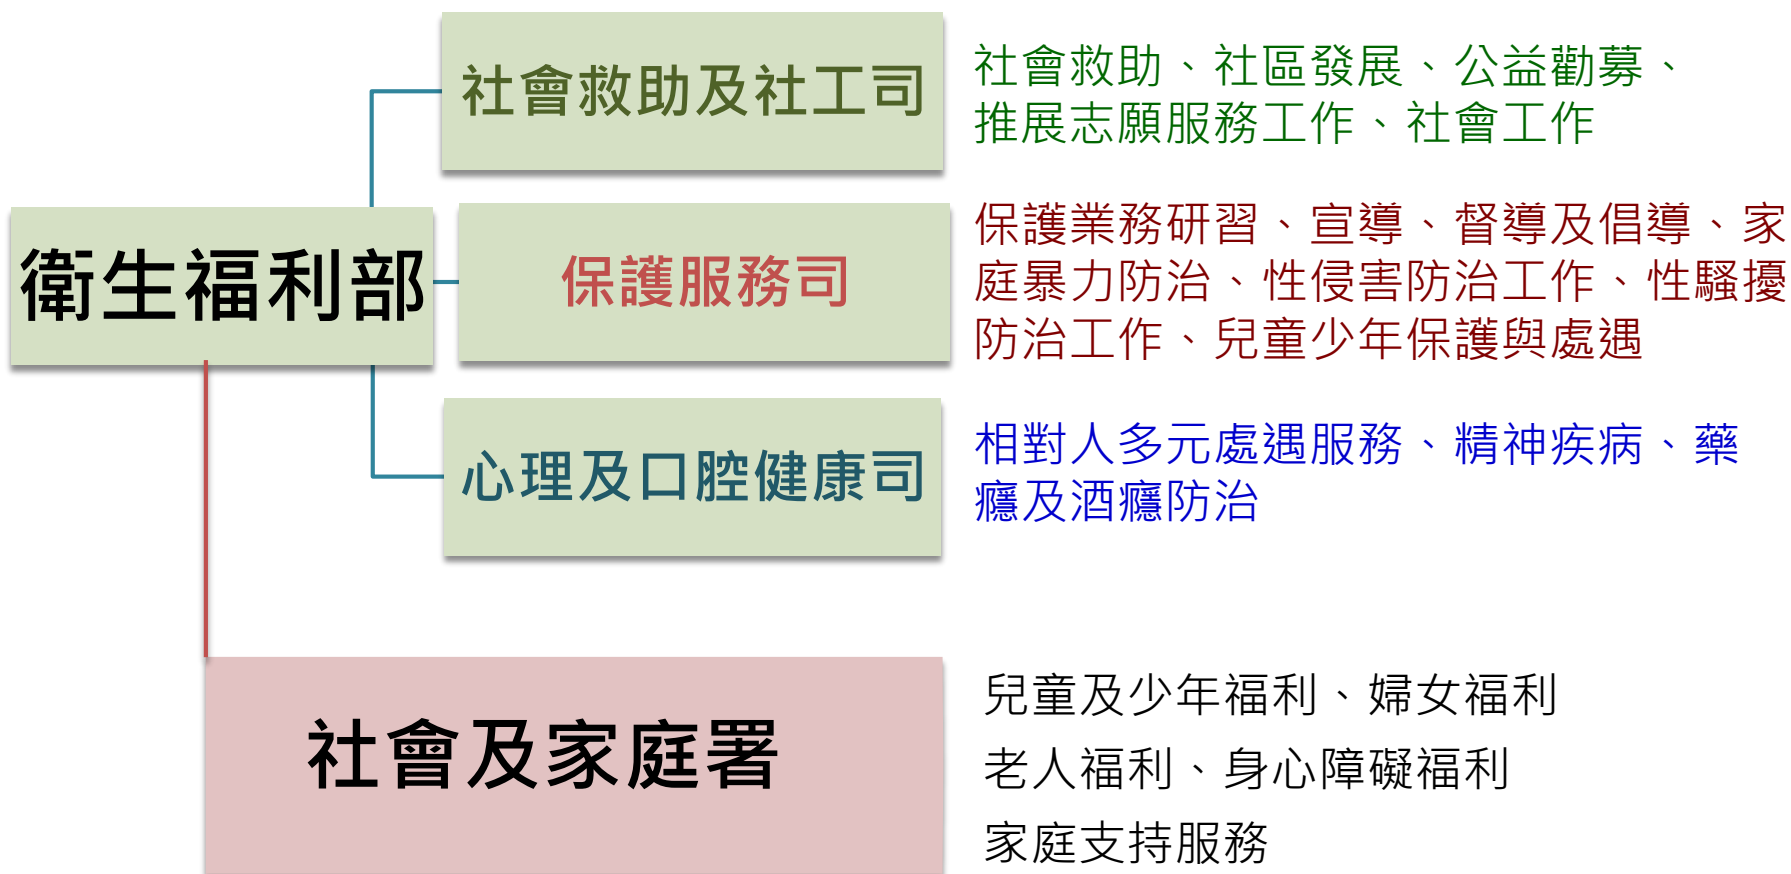 社會救助及社工司
社會救助、社區發展、公益勸募、
推展志願服務工作、社會工作
衛生福利部
保護服務司
保護業務研習、宣導、督導及倡導、家
庭暴力防治、性侵害防治工作、性騷擾
防治工作、兒童少年保護與處遇
心理及口腔健康司
相對人多元處遇服務、精神疾病、藥
癮及酒癮防治
社會及家庭署
兒童及少年福利、婦女福利
老人福利、身心障礙福利
家庭支持服務